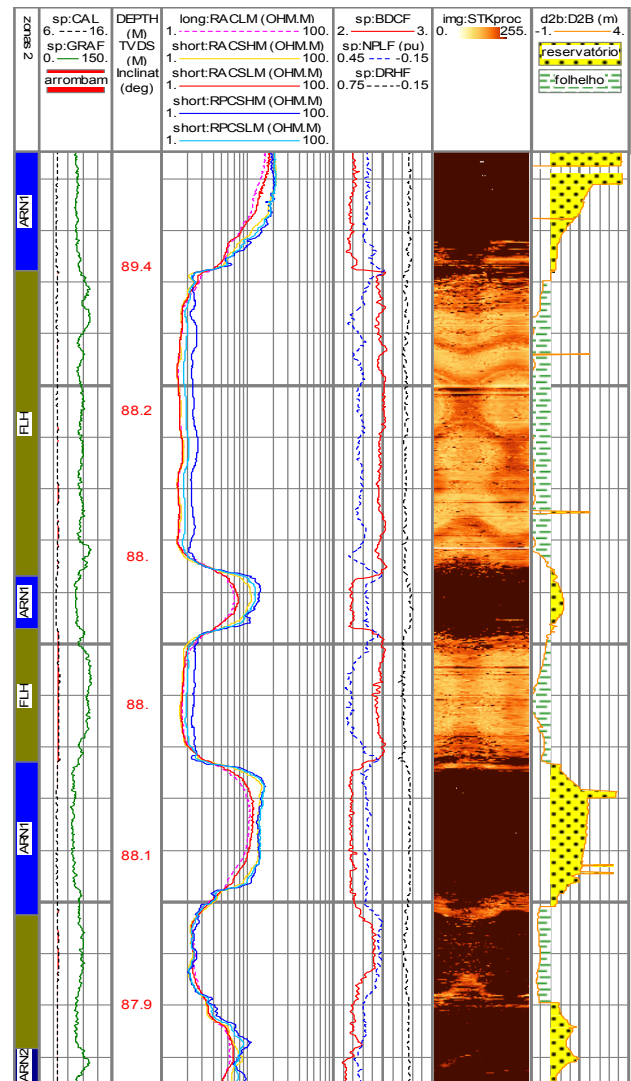 zonas 2
sp:CAL
6. 16.
sp:GRAF
0. 150.
arrombam
DEPTH
(M)
TVDS
(M)
Inclinat
(deg)
long:RACLM (OHM.M)
1. 100.
short:RACSHM (OHM.M)
1. 100.
short:RACSLM (OHM.M)
1. 100.
short:RPCSHM (OHM.M)
1. 100.
short:RPCSLM (OHM.M)
1. 100.
sp:BDCF
2. 3.
sp:NPLF (pu)
0.45 -0.15
sp:DRHF
0.75 -0.15
img:STKproc
0. 255.
d2b:D2B (m)
-1. 4.
reservatório
folhelho
ARN1
89.4
FLH
88.2
88.
ARN1
FLH
88.
ARN1
88.1
87.9
ARN2